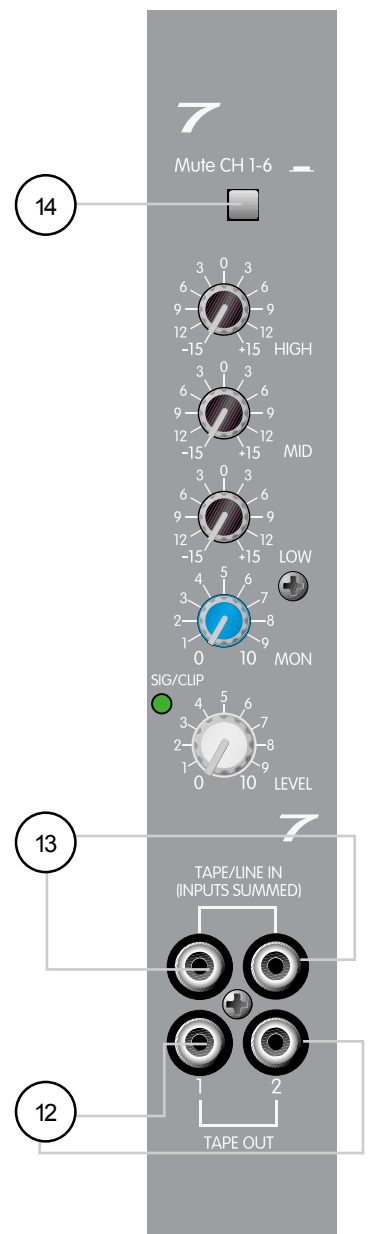 7
Mute CH 1-6
14
3 0 3
6 6
9 9
12 12
-15 +15 HIGH
3 0 3
6 6
9 9
12 12
-15 +15 MID
3 0 3
6 6
9 9
12 12
-15 +15 LOW
4 5 6
3 7
2 8
1 9
0 10 MON
SIG/CLIP
4 5 6
3 7
2 8
1 9
0 10 LEVEL
7
13
TAPE/LINE IN
(INPUTS SUMMED)
12
1 2
TAPE OUT